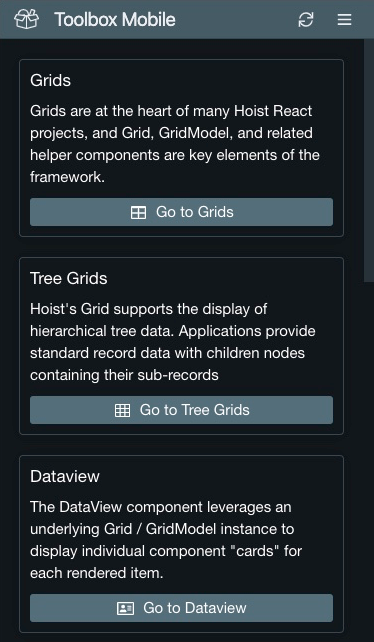 Toolbox Mobile
Grids
Grids are at the heart of many Hoist React
projects, and Grid, GridModel, and related
helper components are key elements of the
framework.
Go to Grids
Tree Grids
Hoist's Grid supports the display of
hierarchical tree data. Applications provide
standard record data with children nodes
containing their sub-records
Go to Tree Grids
Dataview
The DataView component leverages an
underlying Grid / GridModel instance to
display individual component "cards" for
each rendered item.
Go to Dataview